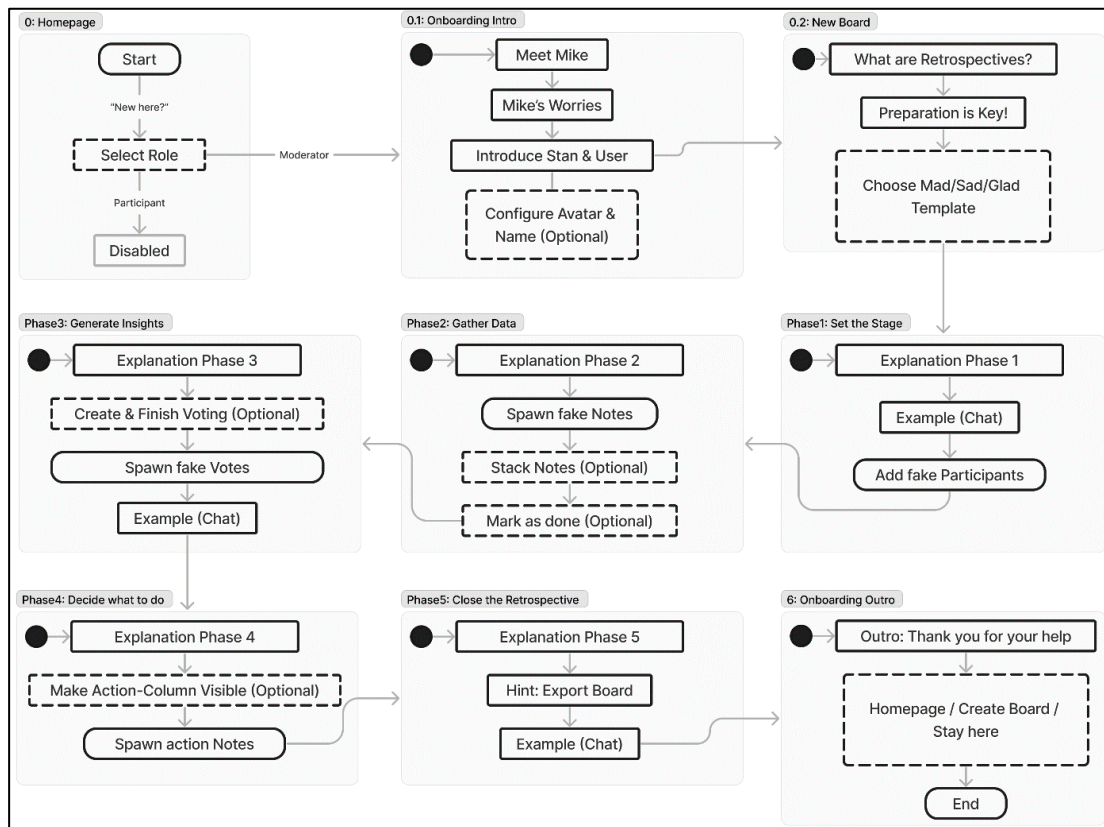 0: Homepage
Start
"New here?"
Select Role
Moderator
Participant
Disabled
0.1: Onboarding Intro
Meet Mike
Mike's Worries
Introduce Stan & User
Configure Avatar &
Name (Optional)
0.2: New Board
What are Retrospectives?
Preparation is Key!
Choose Mad/Sad/Glad
Template
Phase1: Set the Stage
Explanation Phase 1
Example (Chat)
Add fake Participants
Phase2: Gather Data
Explanation Phase 2
Spawn fake Notes
Stack Notes (Optional)
Mark as done (Optional)
Phase3: Generate Insights
Explanation Phase 3
Create & Finish Voting (Optional)
Spawn fake Votes
Example (Chat)
Phase4: Decide what to do
Explanation Phase 4
Make Action-Column Visible (Optional)
Spawn action Notes
Phase5: Close the Retrospective
Explanation Phase 5
Hint: Export Board
Example (Chat)
6: Onboarding Outro
Outro: Thank you for your help
Homepage / Create Board /
Stay here
End